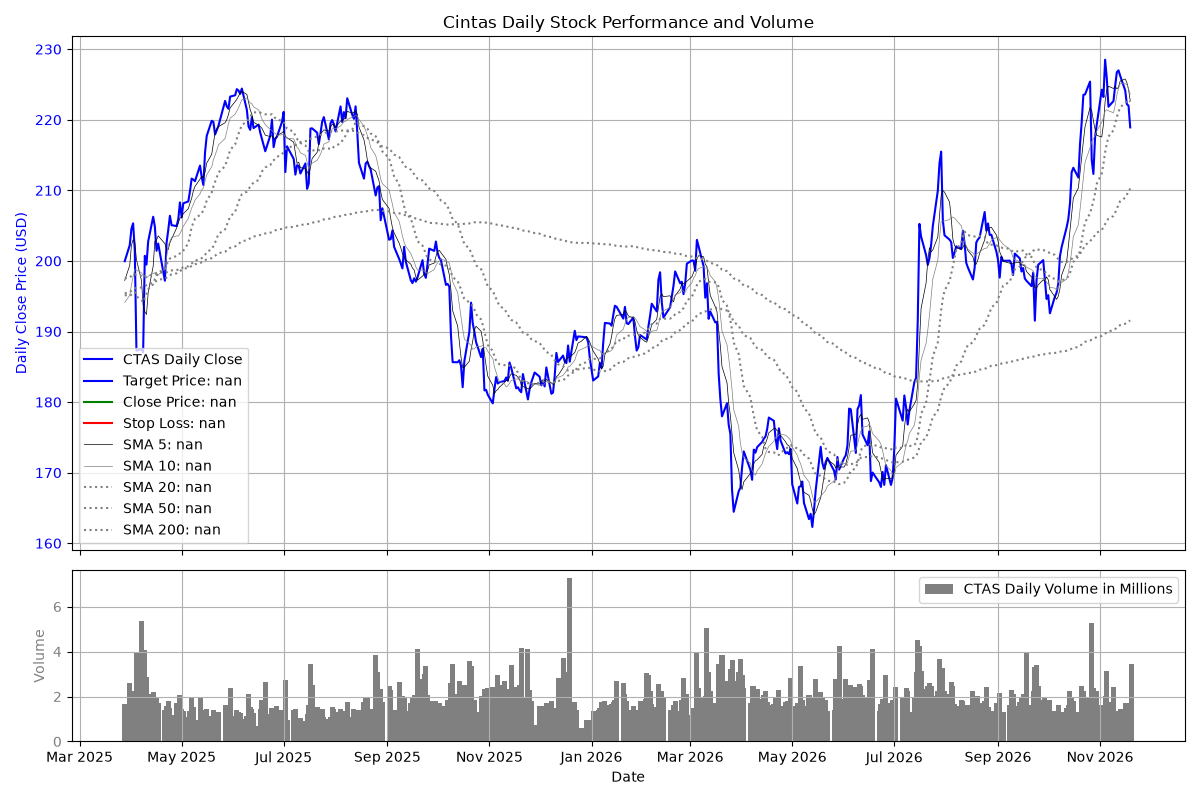 Cintas Daily Stock Performance and Volume
Daily Close Price (USD)
230
220
210
200
190
180
170
160
CTAS Daily Close
Target Price: nan
Close Price: nan
Stop Loss: nan
SMA 5: nan
SMA 10: nan
SMA 20: nan
SMA 50: nan
SMA 200: nan
Volume
6
4
2
0
CTAS Daily Volume in Millions
Mar 2025 May 2025 Jul 2025 Sep 2025 Nov 2025 Jan 2026 Mar 2026 May 2026 Jul 2026 Sep 2026 Nov 2026
Date